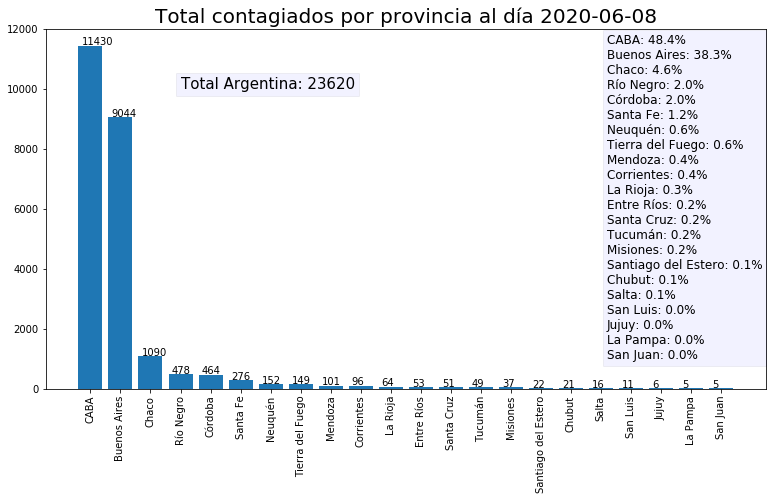 Total contagiados por provincia al día 2020-06-08
12000
10000
8000
6000
4000
2000
0
11430
9044
1090
478
464
276
152
149
101
96
64
53
51
49
37
22
21
16
11
6
5
5
Total Argentina: 23620
CABA: 48.4%
Buenos Aires: 38.3%
Chaco: 4.6%
Río Negro: 2.0%
Córdoba: 2.0%
Santa Fe: 1.2%
Neuquén: 0.6%
Tierra del Fuego: 0.6%
Mendoza: 0.4%
Corrientes: 0.4%
La Rioja: 0.3%
Entre Ríos: 0.2%
Santa Cruz: 0.2%
Tucumán: 0.2%
Misiones: 0.2%
Santiago del Estero: 0.1%
Chubut: 0.1%
Salta: 0.1%
San Luis: 0.0%
Jujuy: 0.0%
La Pampa: 0.0%
San Juan: 0.0%
CABA
Buenos Aires
Chaco
Río Negro
Córdoba
Santa Fe
Neuquén
Tierra del Fuego
Mendoza
Corrientes
La Rioja
Entre Ríos
Santa Cruz
Tucumán
Misiones
Santiago del Estero
Chubut
Salta
San Luis
Jujuy
La Pampa
San Juan